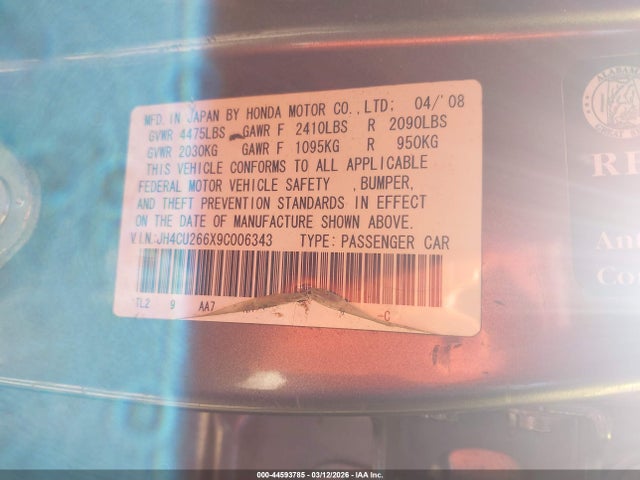 MFD. IN JAPAN BY HONDA MOTOR CO., LTD: 04/'08
GVWR 4475LBS GAWR F 2410LBS R 2090LBS
GVWR 2030KG GAWR F 1095KG R 950KG
THIS VEHICLE CONFORMS TO ALL APPLICABLE
FEDERAL MOTOR VEHICLE SAFETY , BUMPER,
AND THEFT PREVENTION STANDARDS IN EFFECT
ON THE DATE OF MANUFACTURE SHOWN ABOVE.
V.I.N.:JH4CU266X9C006343 TYPE: PASSENGER CAR
TL2 9 AA7 -C
ALABAMA
GREAT
000-44593785 - 03/12/2026 - IAA Inc.